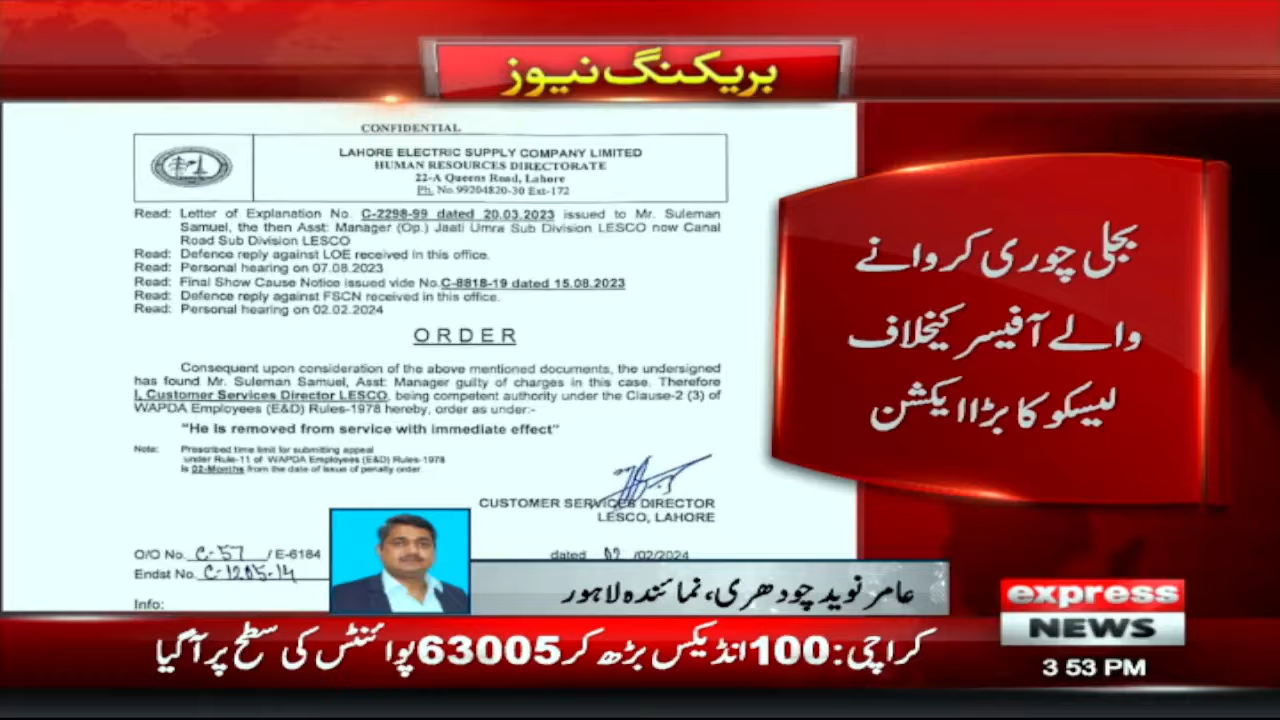 بریکنگ نیوز
CONFIDENTIAL
LAHORE ELECTRIC SUPPLY COMPANY LIMITED
HUMAN RESOURCES DIRECTORATE
22-A Queens Road, Lahore
Ph. No.99204820-30 Ext-172
Read: Letter of Explanation No. C-2298-99 dated 20.03.2023 issued to Mr. Suleman
Samuel, the then Asst: Manager (Op.) Jaati Umra Sub Division LESCO now Canal
Road Sub Division LESCO
Read: Defence reply against LOE received in this office.
Read: Personal hearing on 07.08.2023
Read: Final Show Cause Notice issued vide No.C-8818-19 dated 15.08.2023
Read: Defence reply against FSCN received in this office.
Read: Personal hearing on 02.02.2024
ORDER
Consequent upon consideration of the above mentioned documents, the undersigned
has found Mr. Suleman Samuel, Asst: Manager guilty of charges in this case. Therefore
I, Customer Services Director LESCO, being competent authority under the Clause-2 (3) of
WAPDA Employees (E&D) Rules-1978 hereby, order as under:-
"He is removed from service with immediate effect"
Note: Prescribed time limit for submitting appeal
under Rule-11 of WAPDA Employees (E&D) Rules-1978
is 02-Months from the date of issue of penalty order.
CUSTOMER SERVICES DIRECTOR
LESCO, LAHORE
O/O No. C-57 / E-6184
dated 02 /02/2024
Endst No. C-1205-14
Info:
بجلی چوری کروانے
والے آفیسر کیخلاف
لیسکو کا بڑا ایکشن
عامر نوید چودھری، نمائندہ لاہور
کراچی: 100 انڈیکس بڑھ کر 63005 پوائنٹس کی سطح پر آگیا
express
NEWS
3 53 PM